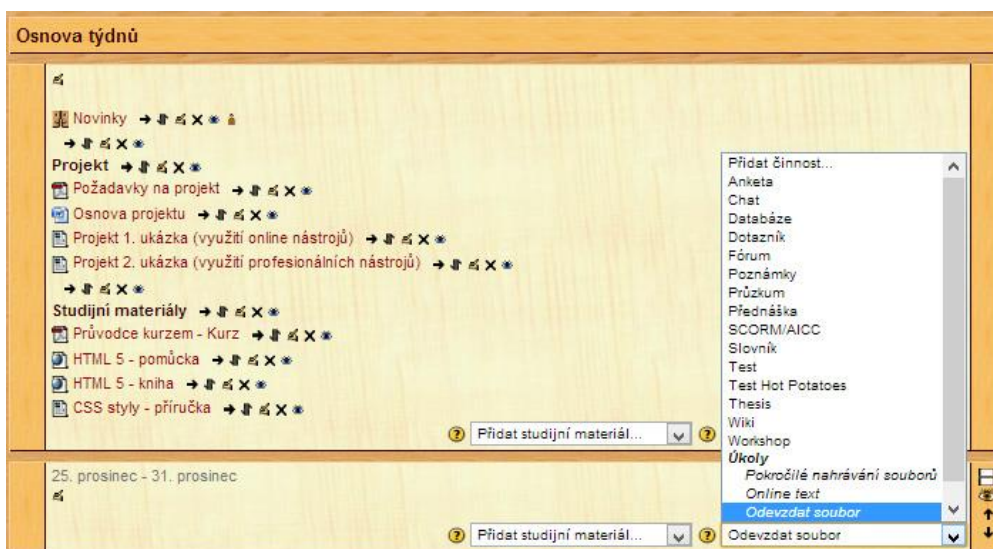 Osnova týdnů
Novinky
Projekt
Požadavky na projekt
Osnova projektu
Projekt 1. ukázka (využití online nástrojů)
Projekt 2. ukázka (využití profesionálních nástrojů)
Studijní materiály
Průvodce kurzem - Kurz
HTML 5 - pomůcka
HTML 5 - kniha
CSS styly - příručka
Přidat studijní materiál...
Přidat činnost...
Anketa
Chat
Databáze
Dotazník
Fórum
Poznámky
Průzkum
Přednáška
SCORM/AICC
Slovník
Test
Test Hot Potatoes
Thesis
Wiki
Workshop
Úkoly
Pokročilé nahrávání souborů
Online text
Odevzdat soubor
25. prosinec - 31. prosinec
Přidat studijní materiál...
Odevzdat soubor